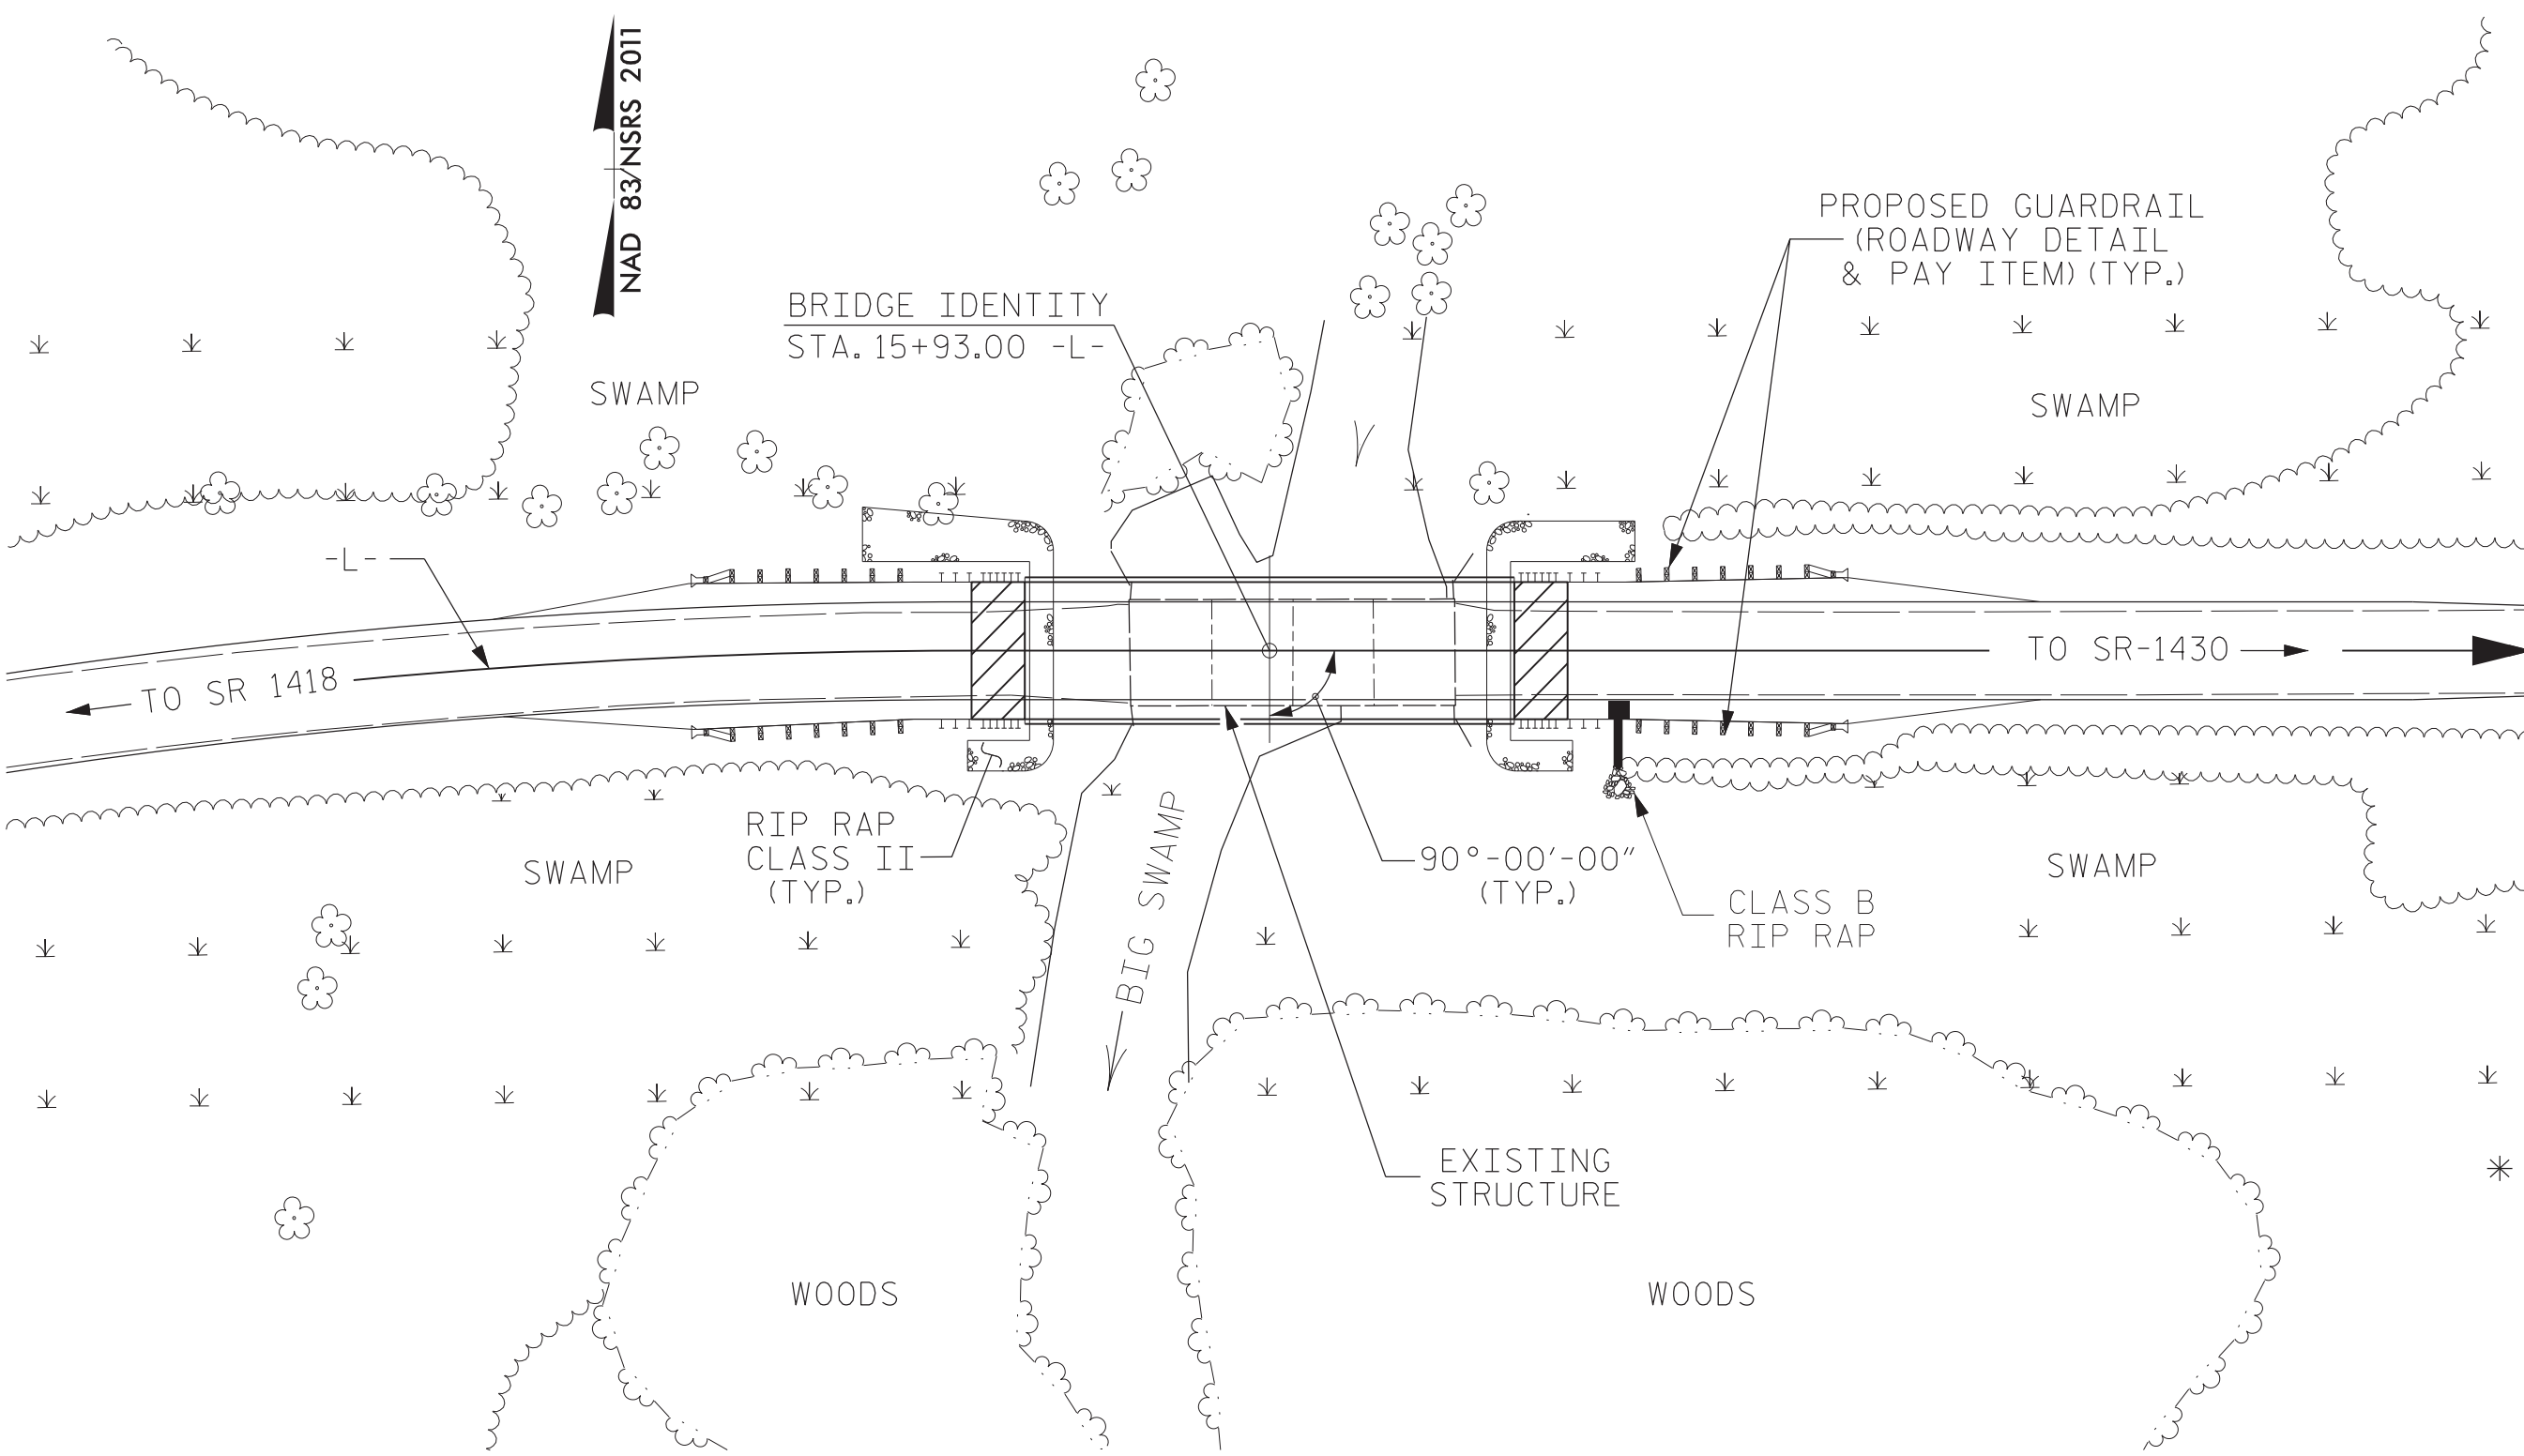 NAD 83/NSRS 2011
PROPOSED GUARDRAIL
(ROADWAY DETAIL
& PAY ITEM) (TYP.)
BRIDGE IDENTITY
STA. 15+93.00 -L-
SWAMP
SWAMP
-L-
TO SR 1418
TO SR-1430
RIP RAP
CLASS II
(TYP.)
SWAMP
BIG SWAMP
90°-00'-00"
(TYP.)
SWAMP
CLASS B
RIP RAP
EXISTING
STRUCTURE
WOODS
WOODS